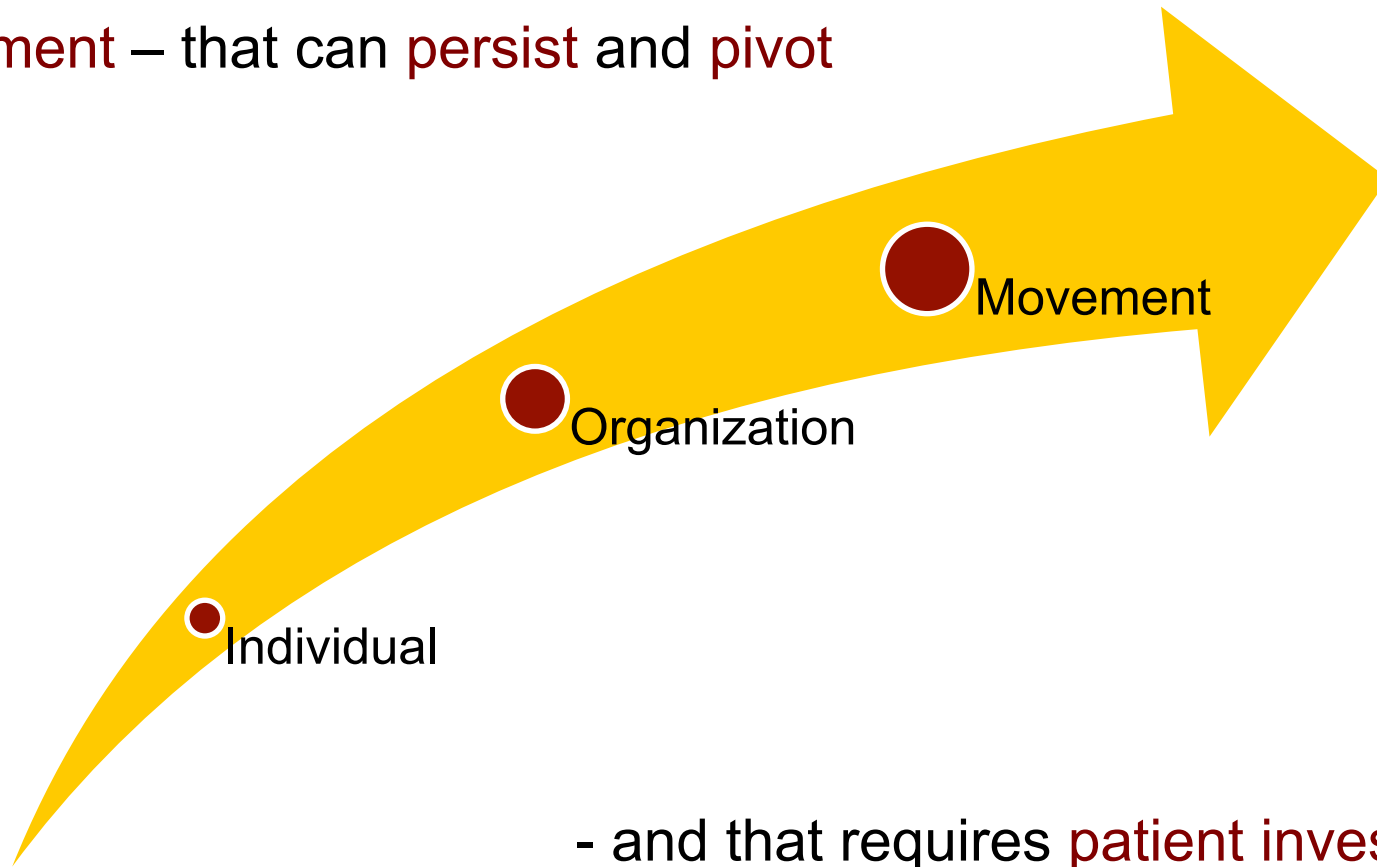 ment – that can persist and pivot
Movement
Organization
Individual
- and that requires patient inves